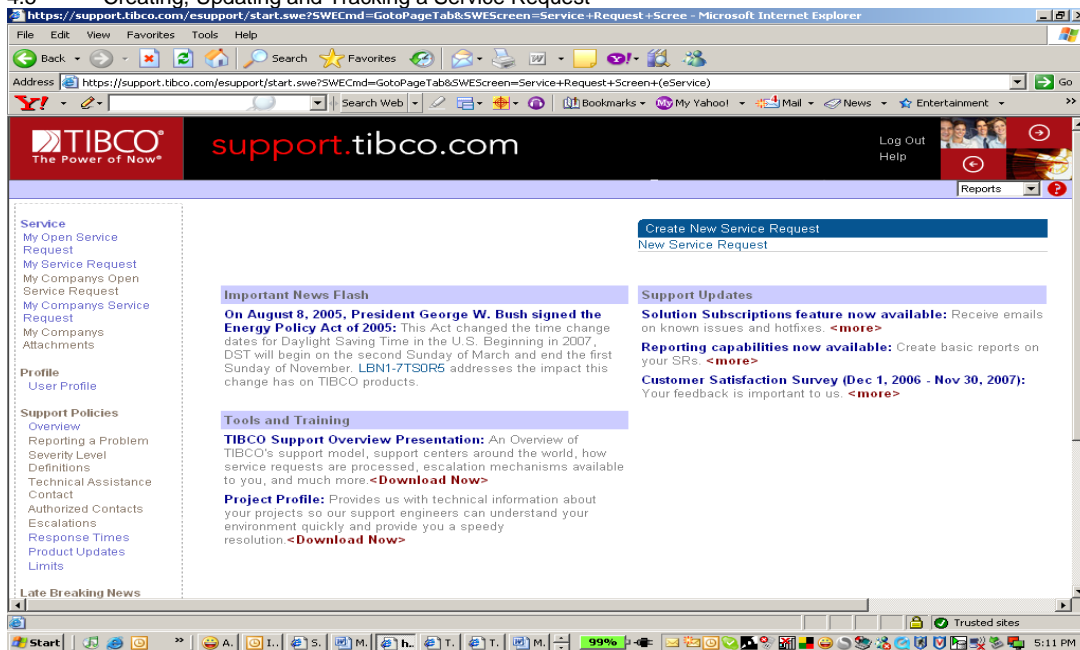 4.3 Creating, Updating and Tracking a Service Request
https://support.tibco.com/esupport/start.swe?SWECmd=GotoPageTab&SWEScreen=Service+Request+Scree - Microsoft Internet Explorer
File Edit View Favorites Tools Help
Back Search Favorites
Address https://support.tibco.com/esupport/start.swe?SWECmd=GotoPageTab&SWEScreen=Service+Request+Screen+(eService) Go
Y! Search Web Bookmarks My Yahoo! Mail News Entertainment
TIBCO®
The Power of Now®
support.tibco.com
Log Out
Help
Reports
Service
My Open Service
Request
My Service Request
My Companys Open
Service Request
My Companys Service
Request
My Companys
Attachments
Profile
User Profile
Support Policies
Overview
Reporting a Problem
Severity Level
Definitions
Technical Assistance
Contact
Authorized Contacts
Escalations
Response Times
Product Updates
Limits
Late Breaking News
Create New Service Request
New Service Request
Important News Flash
On August 8, 2005, President George W. Bush signed the
Energy Policy Act of 2005: This Act changed the time change
dates for Daylight Saving Time in the U.S. Beginning in 2007,
DST will begin on the second Sunday of March and end the first
Sunday of November. LBN1-7TS0R5 addresses the impact this
change has on TIBCO products.
Tools and Training
TIBCO Support Overview Presentation: An Overview of
TIBCO's support model, support centers around the world, how
service requests are processed, escalation mechanisms available
to you, and much more.<Download Now>
Project Profile: Provides us with technical information about
your projects so our support engineers can understand your
environment quickly and provide you a speedy
resolution.<Download Now>
Support Updates
Solution Subscriptions feature now available: Receive emails
on known issues and hotfixes. <more>
Reporting capabilities now available: Create basic reports on
your SRs. <more>
Customer Satisfaction Survey (Dec 1, 2006 - Nov 30, 2007):
Your feedback is important to us. <more>
Trusted sites
Start A. I.. S. M. h.. T. T. M. 99% 5:11 PM